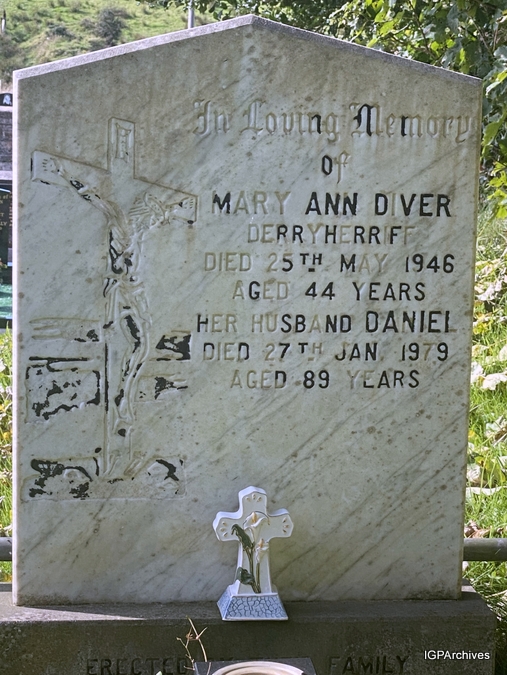 In Loving Memory
of
MARY ANN DIVER
DERRYHERRIFF
DIED 25TH MAY 1946
AGED 44 YEARS
HER HUSBAND DANIEL
DIED 27TH JAN. 1979
AGED 89 YEARS
ERECTED FAMILY
IGPArchives